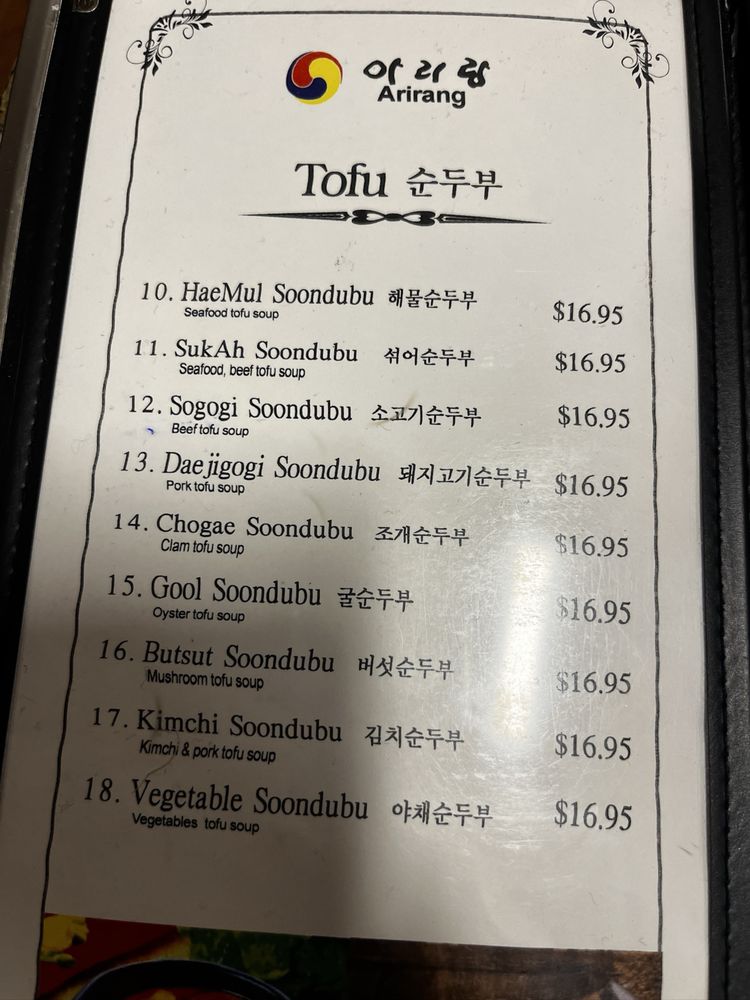 아리랑
Arirang
Tofu 순두부
10. HaeMul Soondubu 해물순두부 $16.95
Seafood tofu soup
11. SukAh Soondubu 섞어순두부 $16.95
Seafood, beef tofu soup
12. Sogogi Soondubu 소고기순두부 $16.95
Beef tofu soup
13. Daejigogi Soondubu 돼지고기순두부 $16.95
Pork tofu soup
14. Chogae Soondubu 조개순두부 $16.95
Clam tofu soup
15. Gool Soondubu 굴순두부 $16.95
Oyster tofu soup
16. Butsut Soondubu 버섯순두부 $16.95
Mushroom tofu soup
17. Kimchi Soondubu 김치순두부 $16.95
Kimchi & pork tofu soup
18. Vegetable Soondubu 야채순두부 $16.95
Vegetables tofu soup